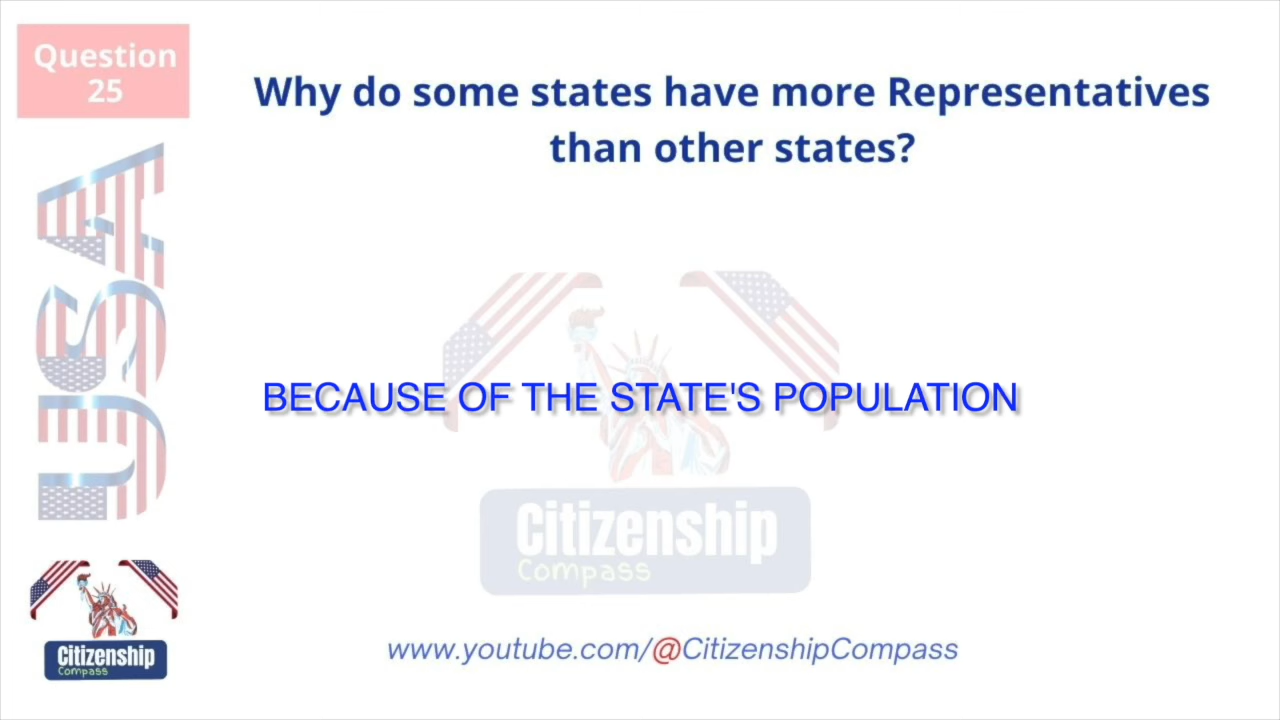 Question
25
Why do some states have more Representatives
than other states?
USA
BECAUSE OF THE STATE'S POPULATION
Citizenship
Compass
Citizenship
Compass
www.youtube.com/@CitizenshipCompass